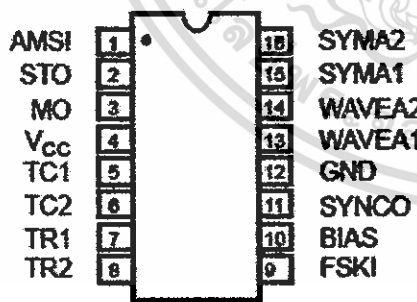 AMSI 1 16 SYMA2
STO 2 15 SYMA1
MO 3 14 WAVEA2
Vcc 4 13 WAVEA1
TC1 5 12 GND
TC2 6 11 SYNCO
TR1 7 10 BIAS
TR2 8 9 FSKI